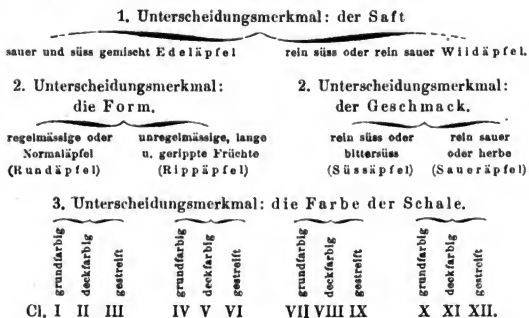 1. Unterscheidungsmerkmal: der Saft
sauer und süss gemischt Edeläpfel rein süss oder rein sauer Wildäpfel.
2. Unterscheidungsmerkmal: 2. Unterscheidungsmerkmal:
die Form. der Geschmack.
regelmässige oder unregelmässige, lange rein süss oder rein sauer
Normaläpfel u. gerippte Früchte bittersüss oder herbe
(Rundäpfel) (Rippäpfel) (Süssäpfel) (Saueräpfel)
3. Unterscheidungsmerkmal: die Farbe der Schale.
grundfarbig deckfarbig gestreift grundfarbig deckfarbig gestreift grundfarbig deckfarbig gestreift grundfarbig deckfarbig gestreift
Cl. I II III IV V VI VII VIII IX X XI XII.